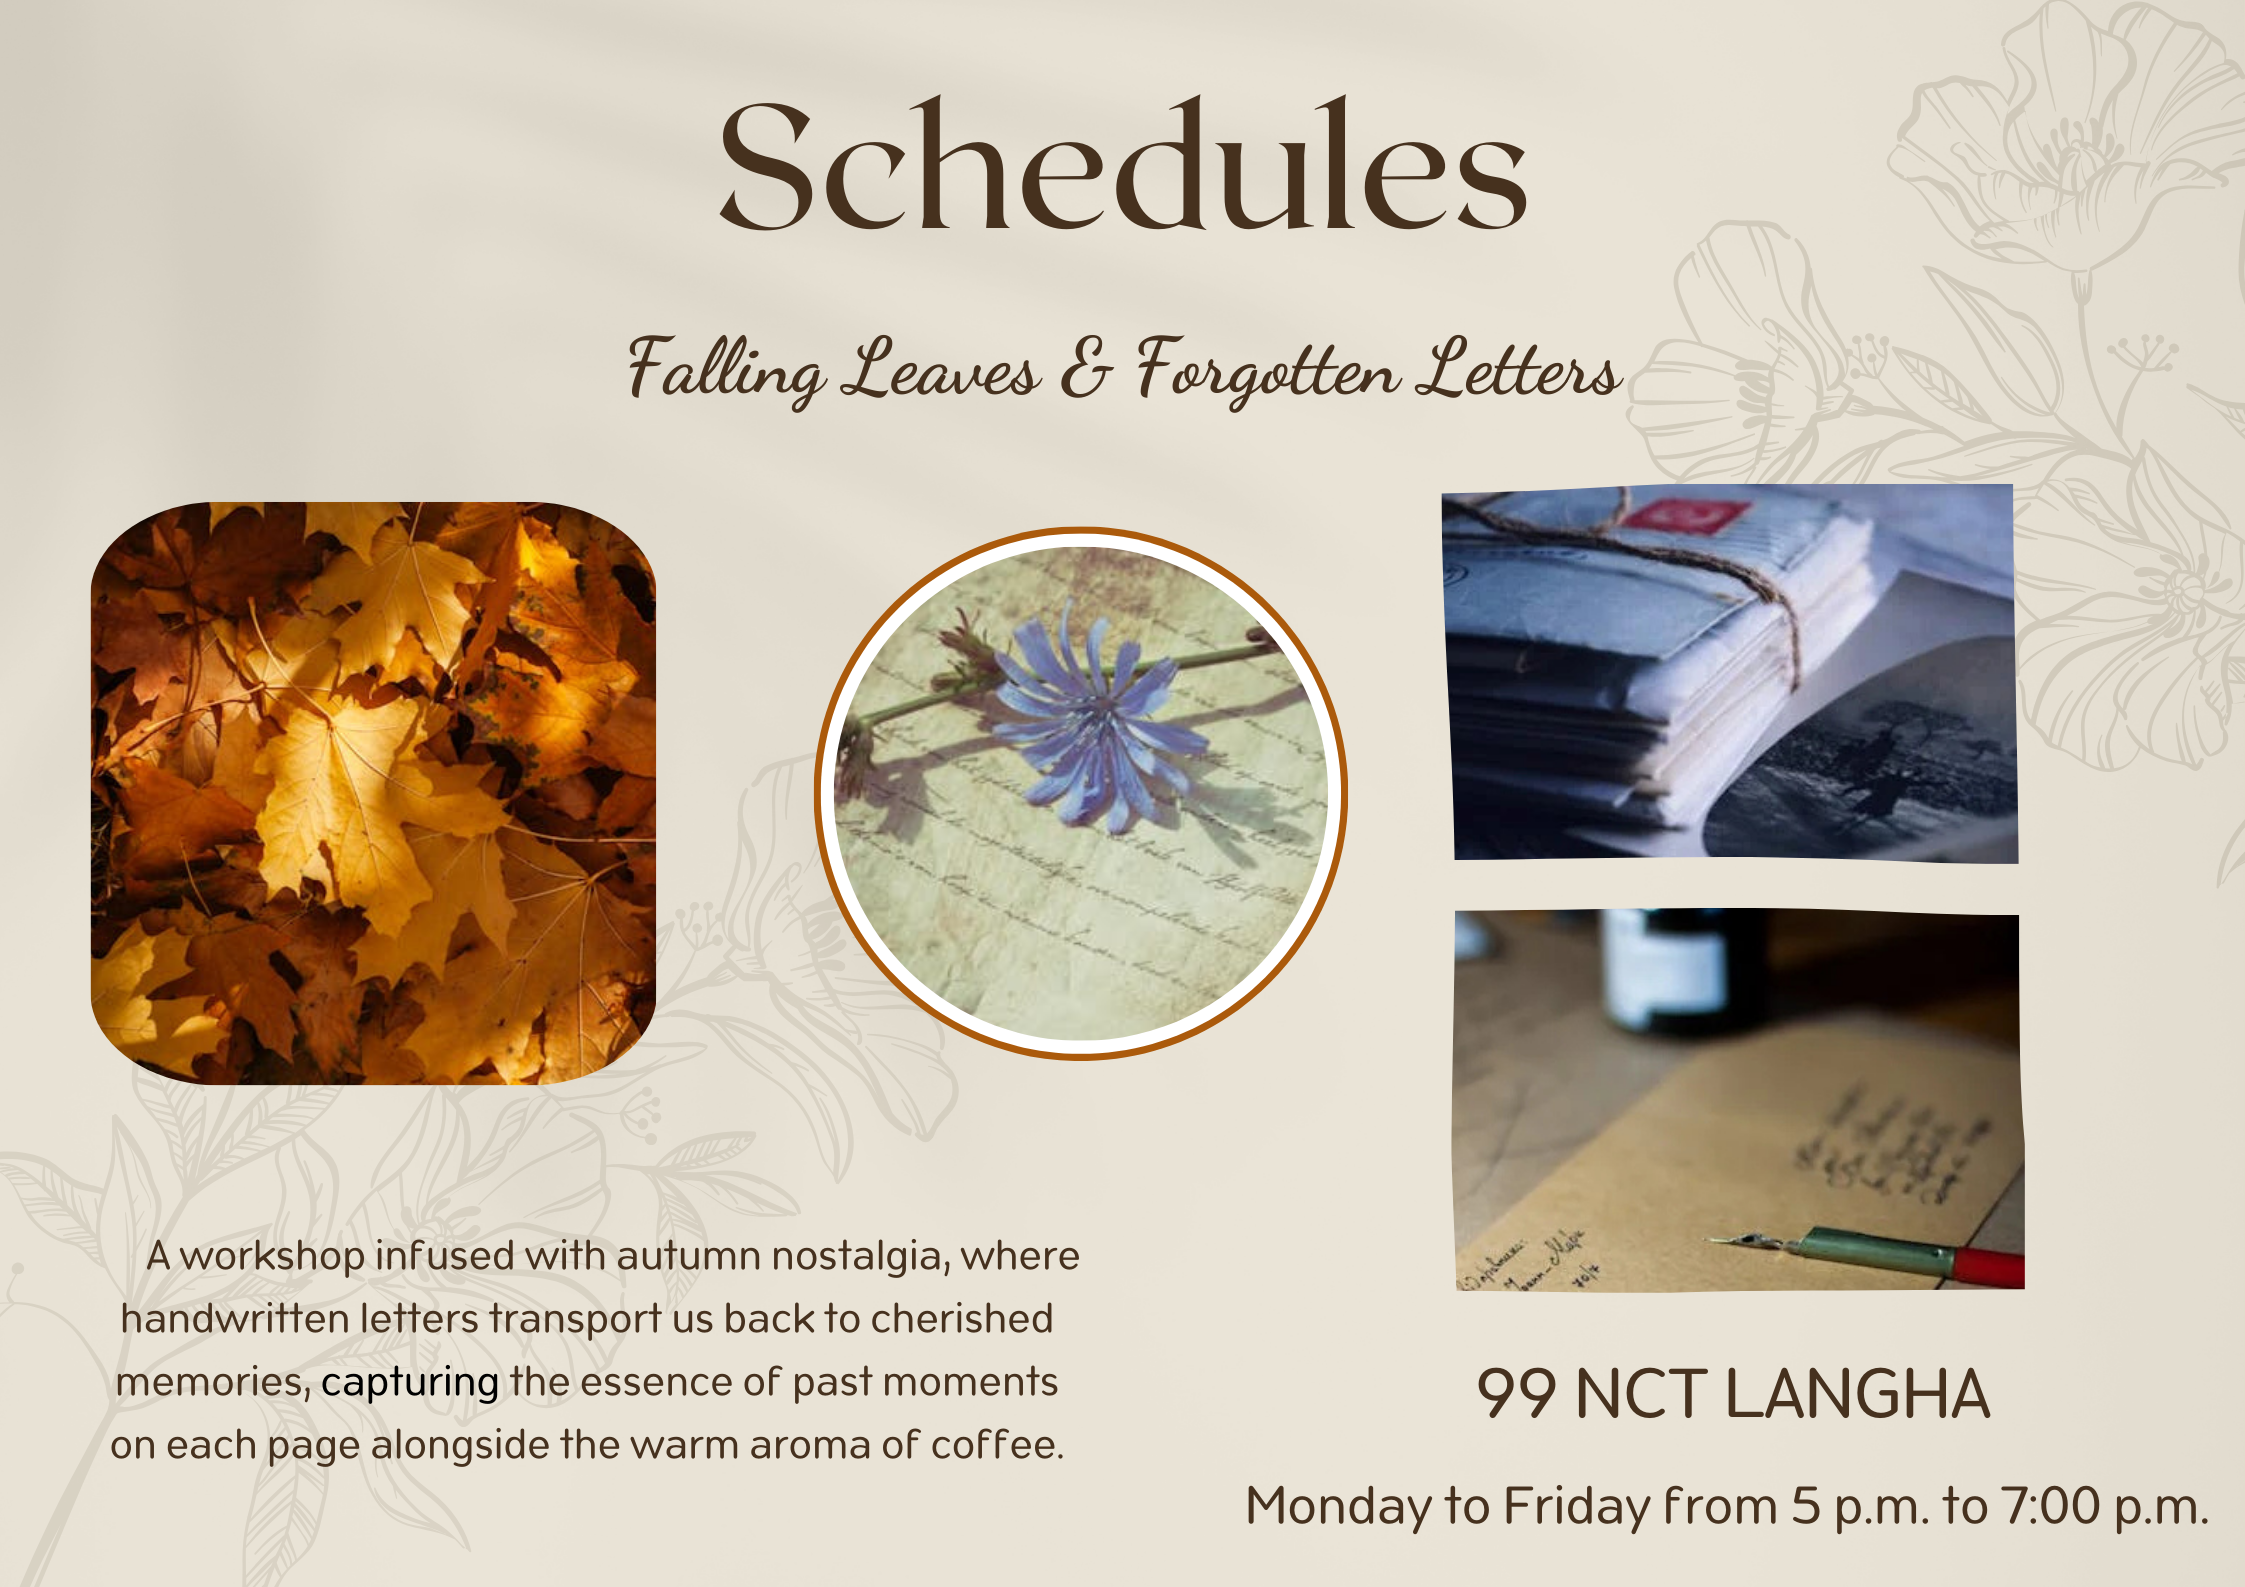 Schedules
Falling Leaves & Forgotten Letters
A workshop infused with autumn nostalgia, where
handwritten letters transport us back to cherished
memories, capturing the essence of past moments
on each page alongside the warm aroma of coffee.
99 NCT LANGHA
Monday to Friday from 5 p.m. to 7:00 p.m.